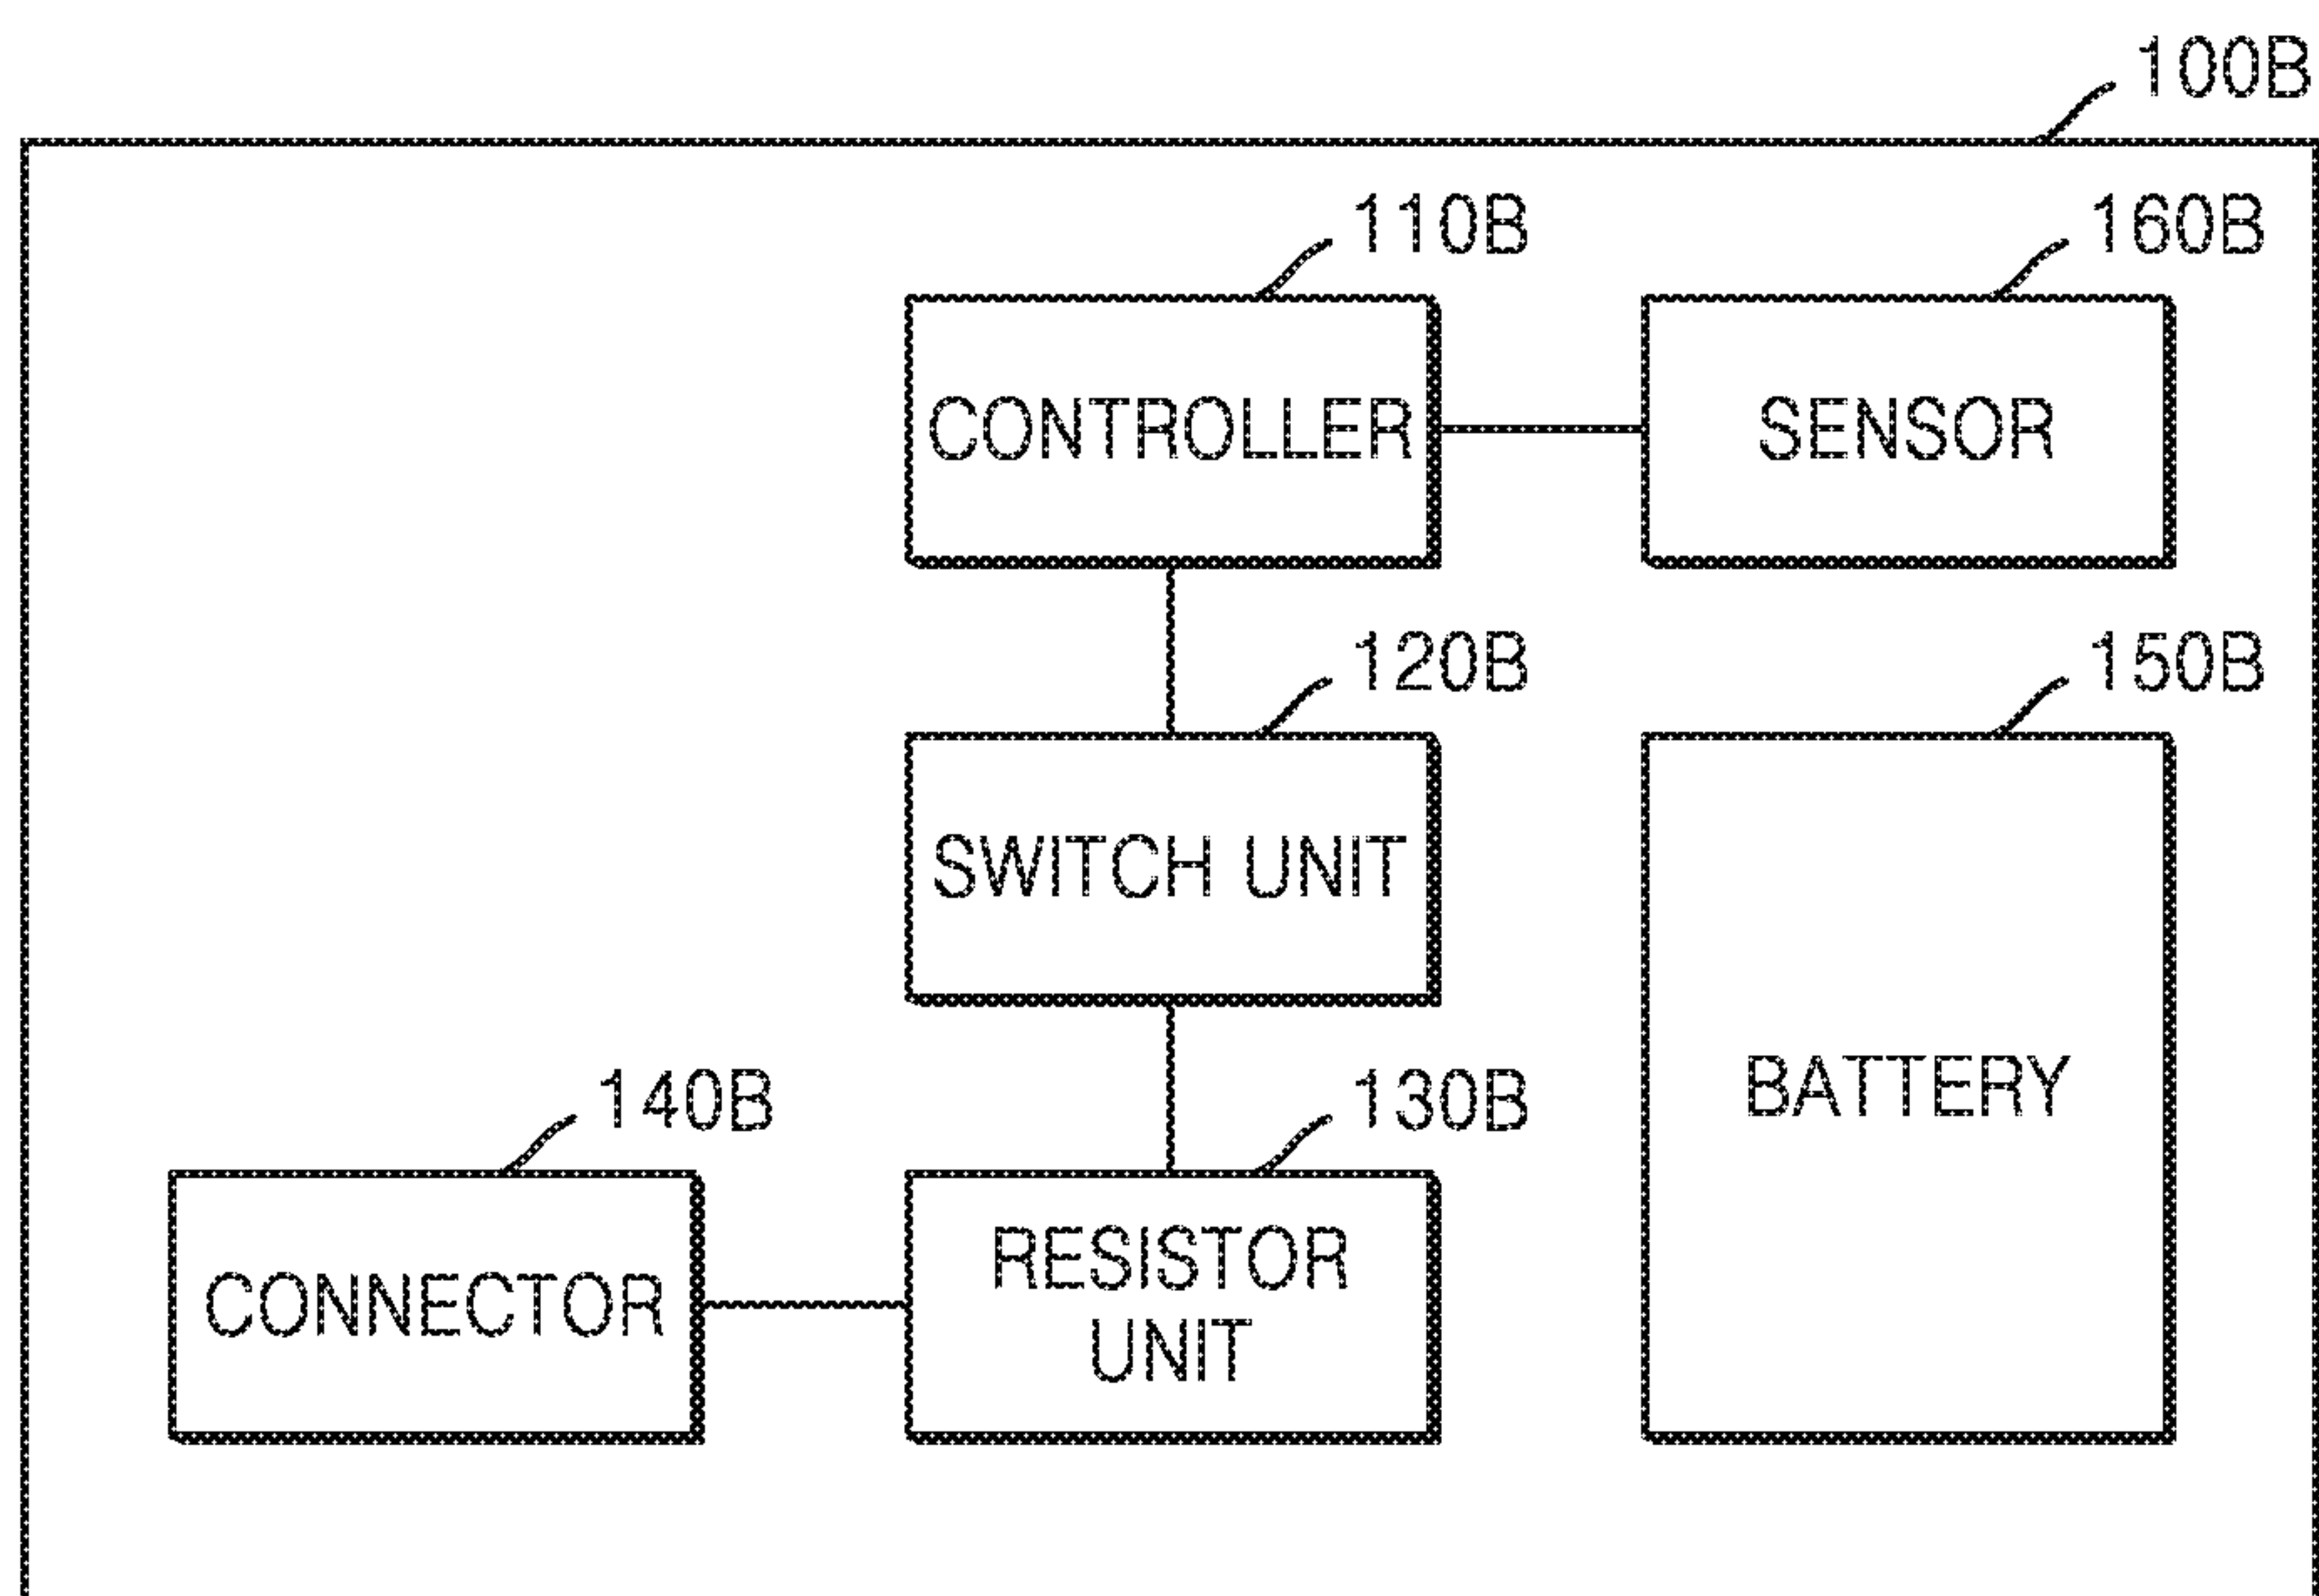 100B
110B
160B
CONTROLLER
SENSOR
120B
150B
SWITCH UNIT
BATTERY
140B
130B
CONNECTOR
RESISTOR
UNIT